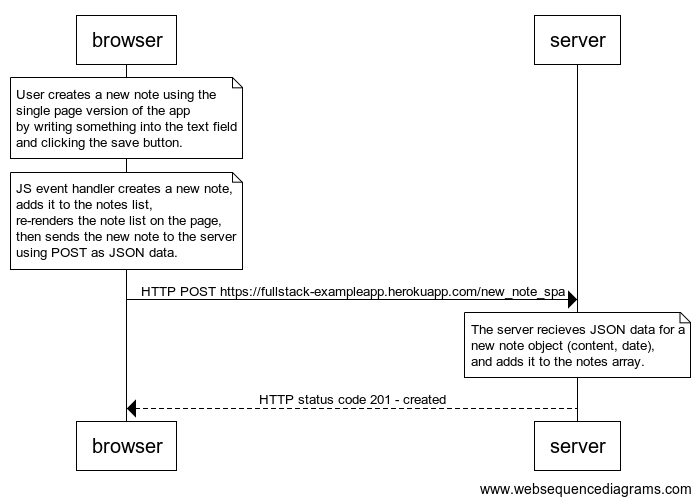 browser
server
User creates a new note using the
single page version of the app
by writing something into the text field
and clicking the save button.
JS event handler creates a new note,
adds it to the notes list,
re-renders the note list on the page,
then sends the new note to the server
using POST as JSON data.
HTTP POST https://fullstack-exampleapp.herokuapp.com/new_note_spa
The server recieves JSON data for a
new note object (content, date),
and adds it to the notes array.
HTTP status code 201 - created
browser
server
www.websequencediagrams.com